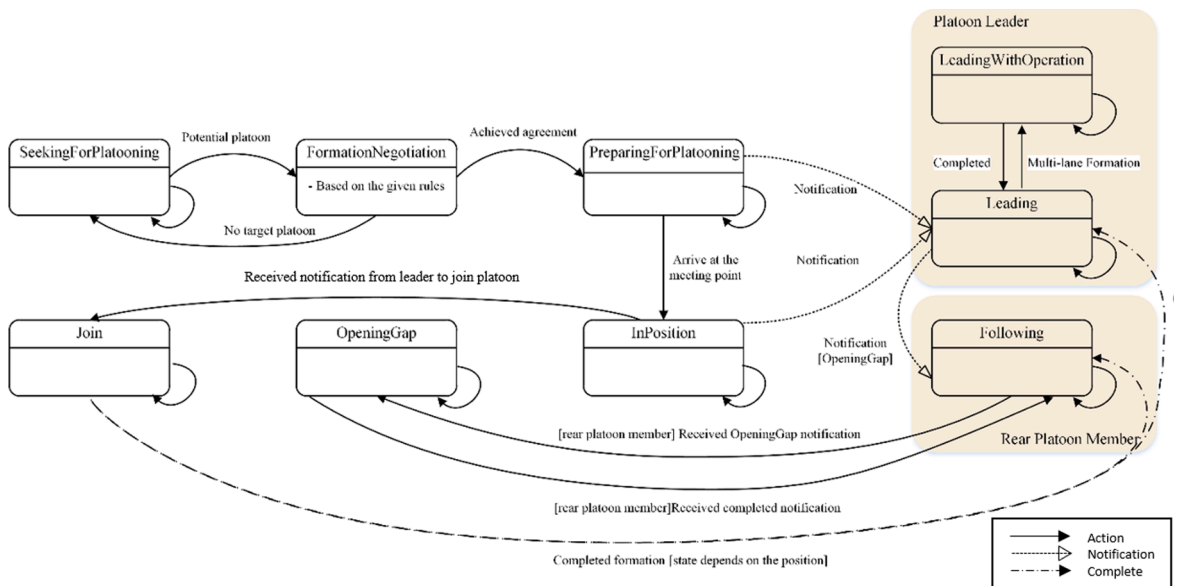 Platoon Leader
LeadingWithOperation
SeekingForPlatooning
Potential platoon
FormationNegotiation
- Based on the given rules
Achieved agreement
PreparingForPlatooning
Completed
Multi-lane Formation
Notification
Leading
No target platoon
Arrive at the
meeting point
Notification
Received notification from leader to join platoon
Join
OpeningGap
InPosition
Notification
[OpeningGap]
Following
[rear platoon member] Received OpeningGap notification
Rear Platoon Member
[rear platoon member]Received completed notification
Completed formation [state depends on the position]
Action
Notification
Complete